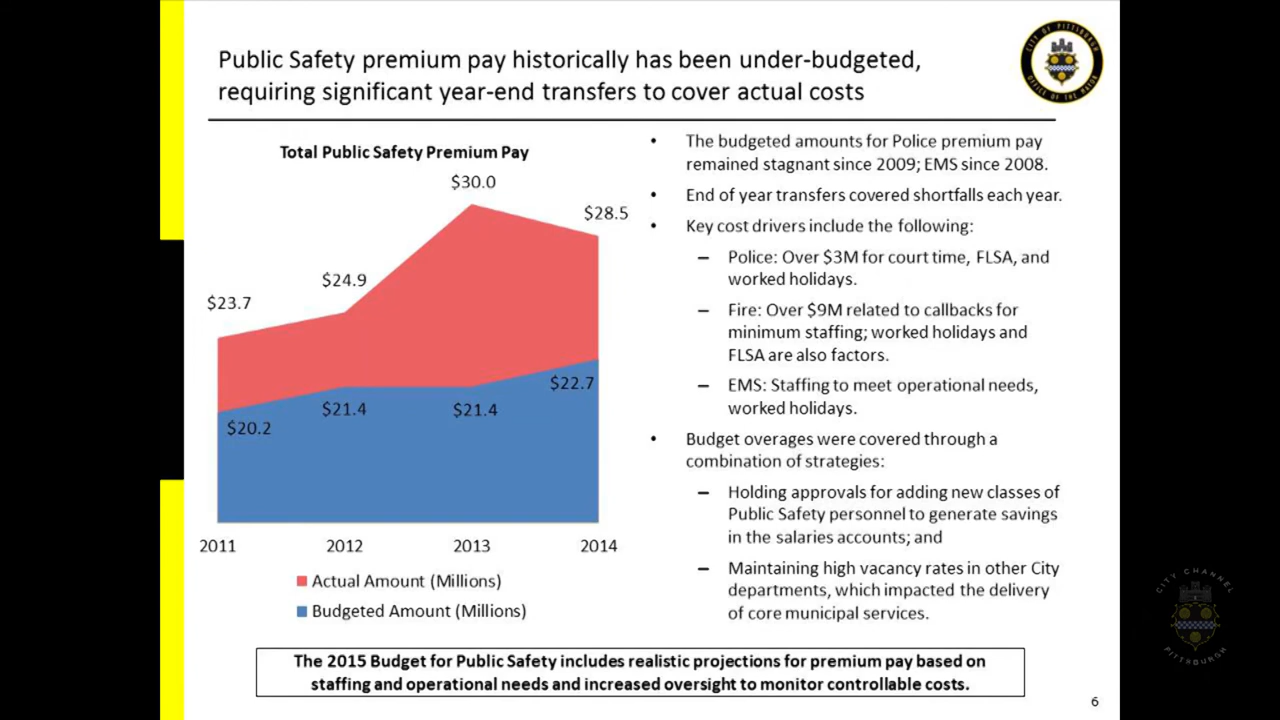 Public Safety premium pay historically has been under-budgeted,
requiring significant year-end transfers to cover actual costs
CITY OF PITTSBURGH
OFFICE OF THE MAYOR
Total Public Safety Premium Pay
$30.0
$28.5
$24.9
$23.7
$22.7
$21.4
$21.4
$20.2
2011
2012
2013
2014
Actual Amount (Millions)
Budgeted Amount (Millions)
• The budgeted amounts for Police premium pay
remained stagnant since 2009; EMS since 2008.
• End of year transfers covered shortfalls each year.
• Key cost drivers include the following:
– Police: Over $3M for court time, FLSA, and
worked holidays.
– Fire: Over $9M related to callbacks for
minimum staffing; worked holidays and
FLSA are also factors.
– EMS: Staffing to meet operational needs,
worked holidays.
• Budget overages were covered through a
combination of strategies:
– Holding approvals for adding new classes of
Public Safety personnel to generate savings
in the salaries accounts; and
– Maintaining high vacancy rates in other City
departments, which impacted the delivery
of core municipal services.
The 2015 Budget for Public Safety includes realistic projections for premium pay based on
staffing and operational needs and increased oversight to monitor controllable costs.
6
CITY CHANNEL
PITTSBURGH